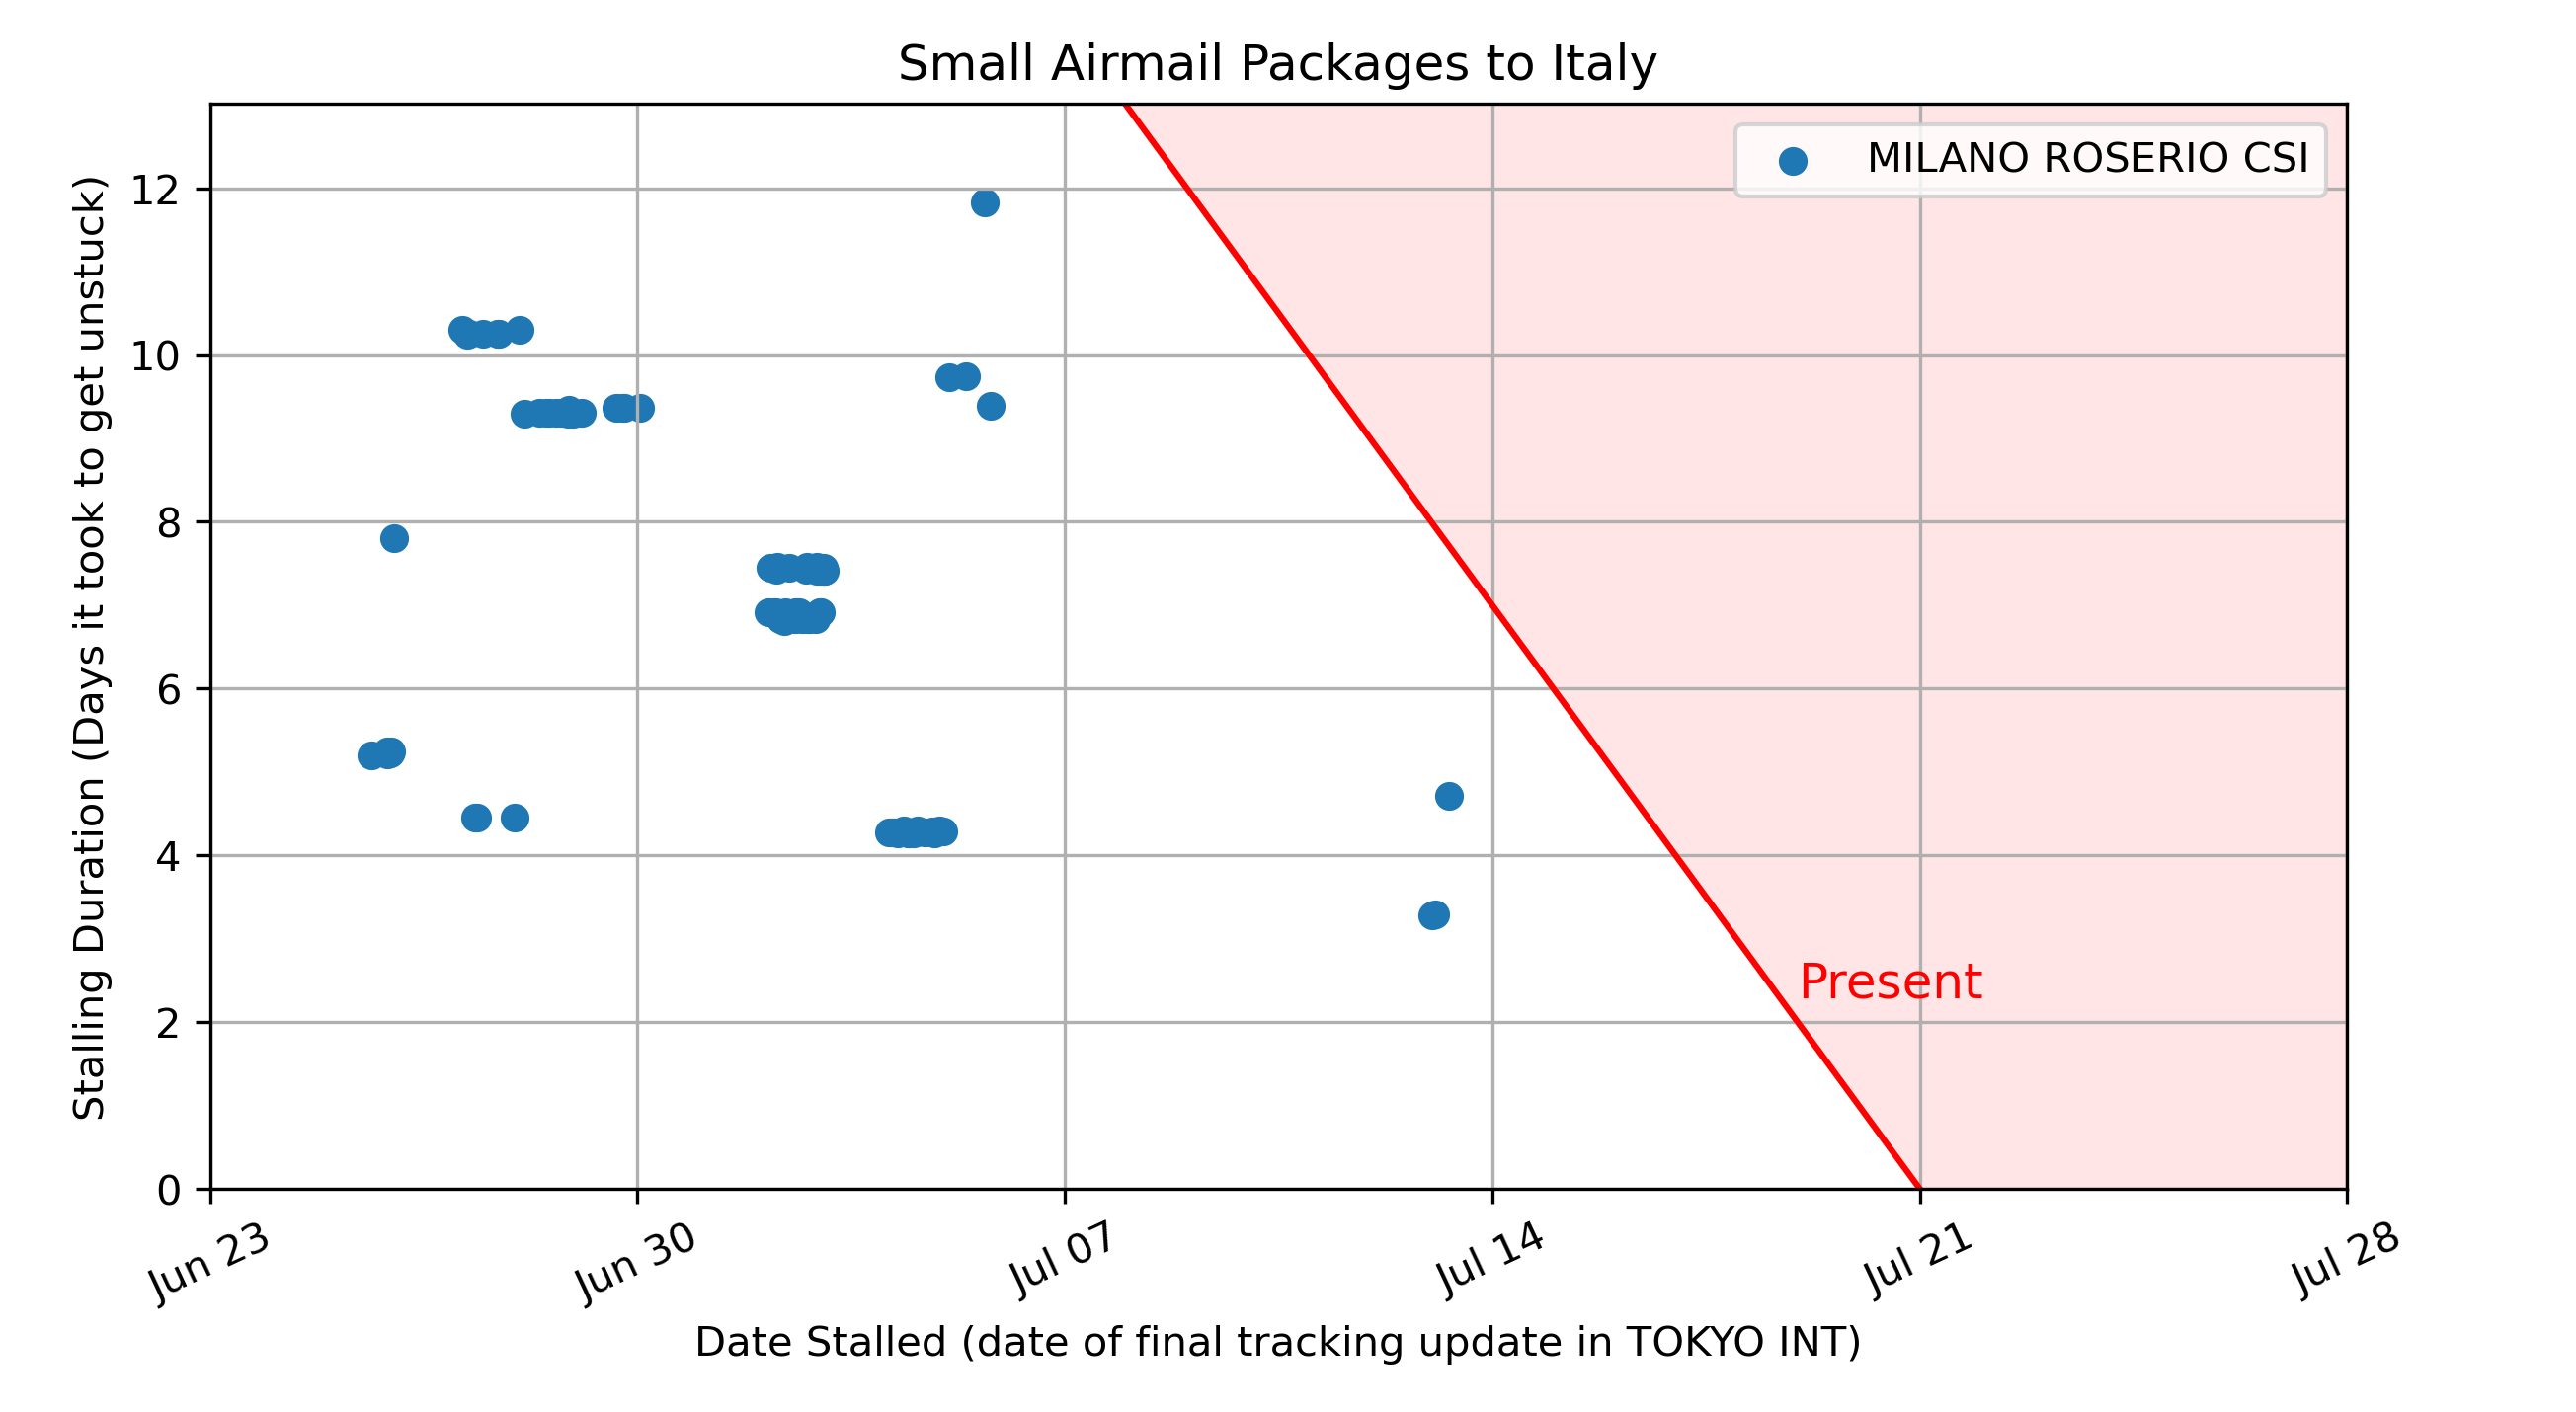 Small Airmail Packages to Italy
MILANO ROSERIO CSI
Stalling Duration (Days it took to get unstuck)
12
10
8
6
4
2
0
Present
Jun 23
Jun 30
Jul 07
Jul 14
Jul 21
Jul 28
Date Stalled (date of final tracking update in TOKYO INT)